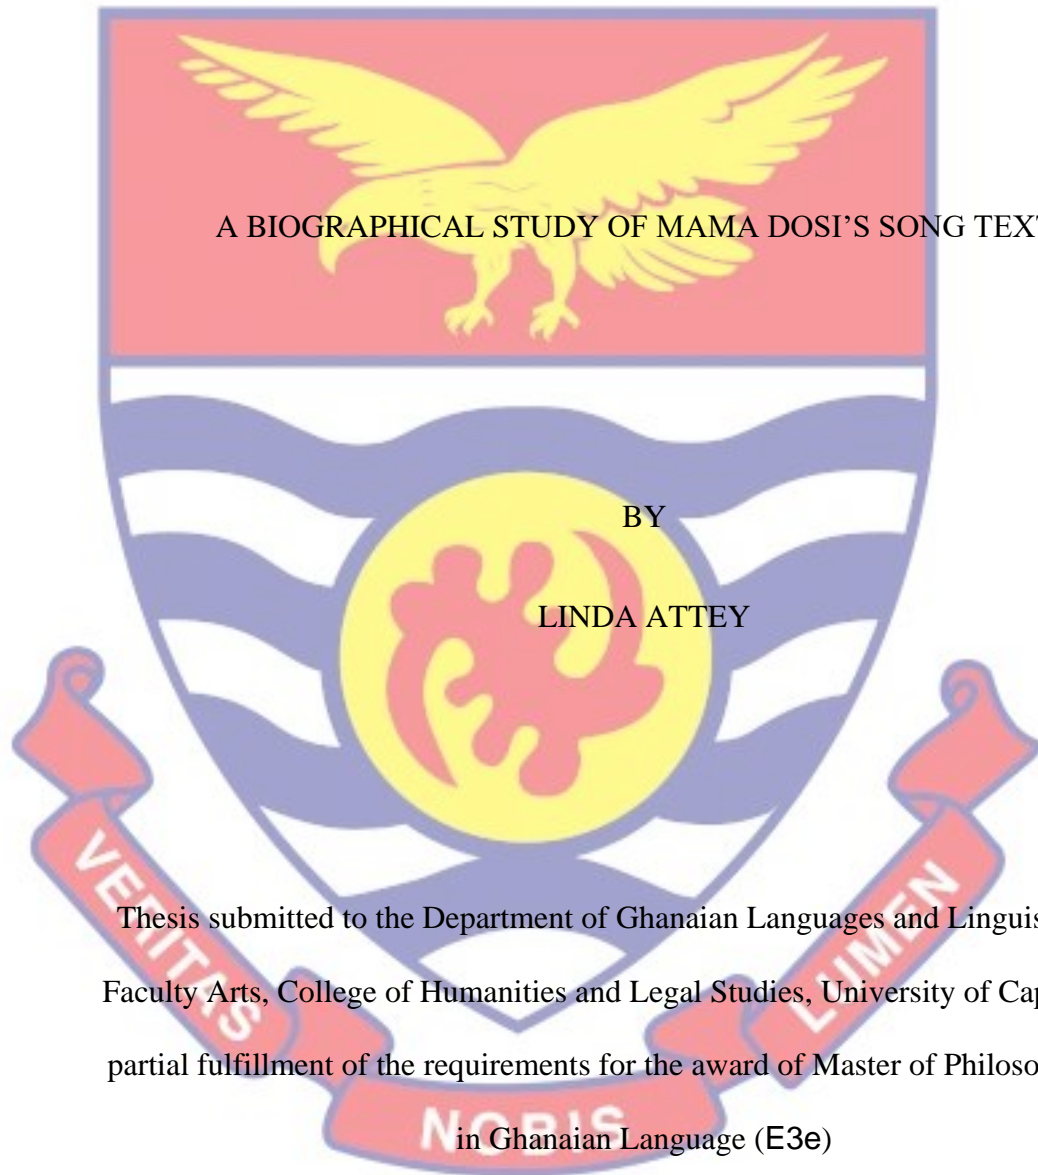 A BIOGRAPHICAL STUDY OF MAMA DOSI’S SONG TEXT
BY
LINDA ATTEY
Thesis submitted to the Department of Ghanaian Languages and Linguis
Faculty Arts, College of Humanities and Legal Studies, University of Cap
partial fulfillment of the requirements for the award of Master of Philoso
in Ghanaian Language (E3e)
VERITAS
NOBIS
LUMEN